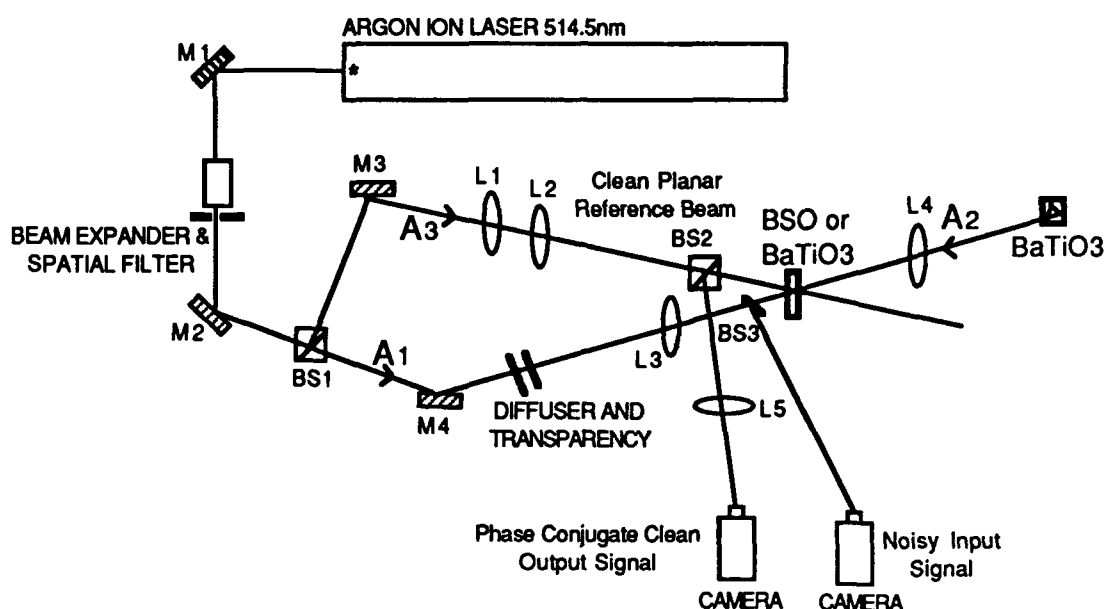 ARGON ION LASER 514.5nm
*
M1
M3
L1
L2
Clean Planar
Reference Beam
BS2
BSO or
BaTiO3
L4
A2
BaTiO3
A3
BEAM EXPANDER &
SPATIAL FILTER
M2
BS1
A1
M4
DIFFUSER AND
TRANSPARENCY
L3
BS3
L5
Phase Conjugate Clean
Output Signal
CAMERA
Noisy Input
Signal
CAMERA